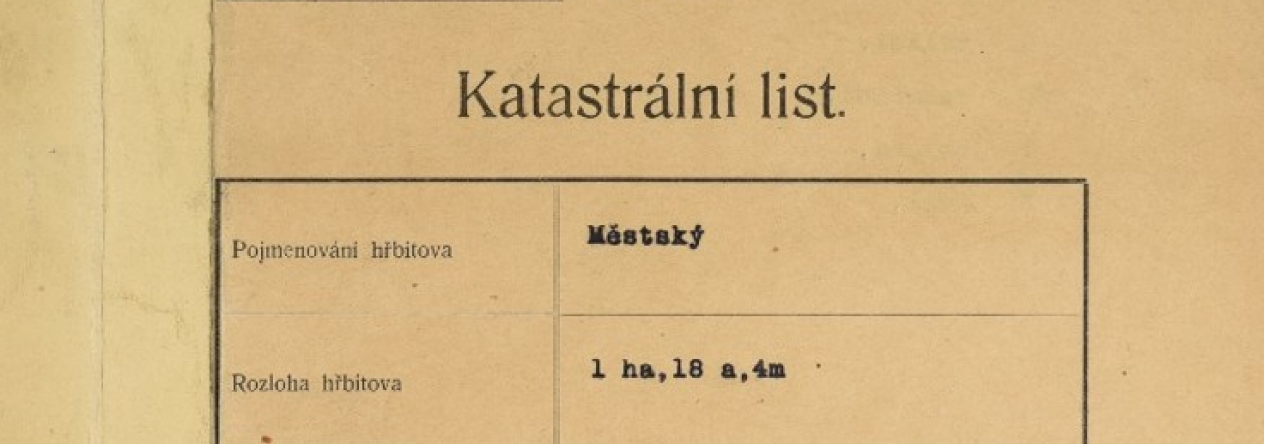 Katastrální list.
Pojmenování hřbitova
Městský
Rozloha hřbitova
1 ha,18 a,4m